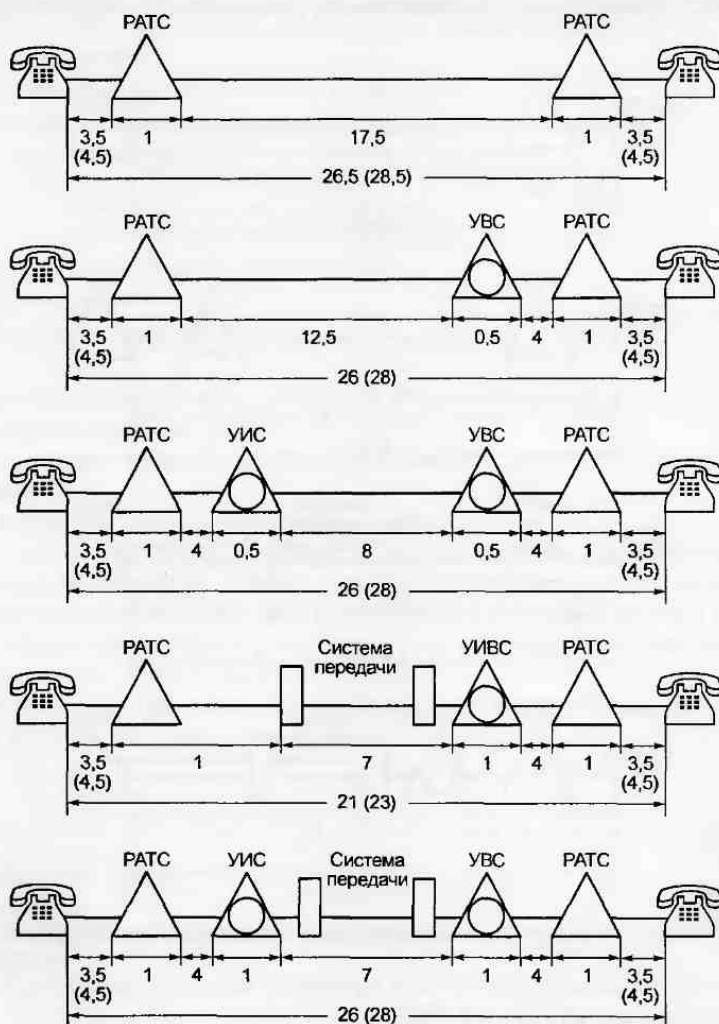 РАТС РАТС
3,5 1 17,5 1 3,5
(4,5) (4,5)
26,5 (28,5)
РАТС УВС РАТС
3,5 1 12,5 0,5 4 1 3,5
(4,5) (4,5)
26 (28)
РАТС УИС УВС РАТС
3,5 1 4 0,5 8 0,5 4 1 3,5
(4,5) (4,5)
26 (28)
РАТС Система передачи УИВС РАТС
3,5 1 7 1 4 1 3,5
(4,5) (4,5)
21 (23)
РАТС УИС Система передачи УВС РАТС
3,5 1 4 1 7 1 4 1 3,5
(4,5) (4,5)
26 (28)